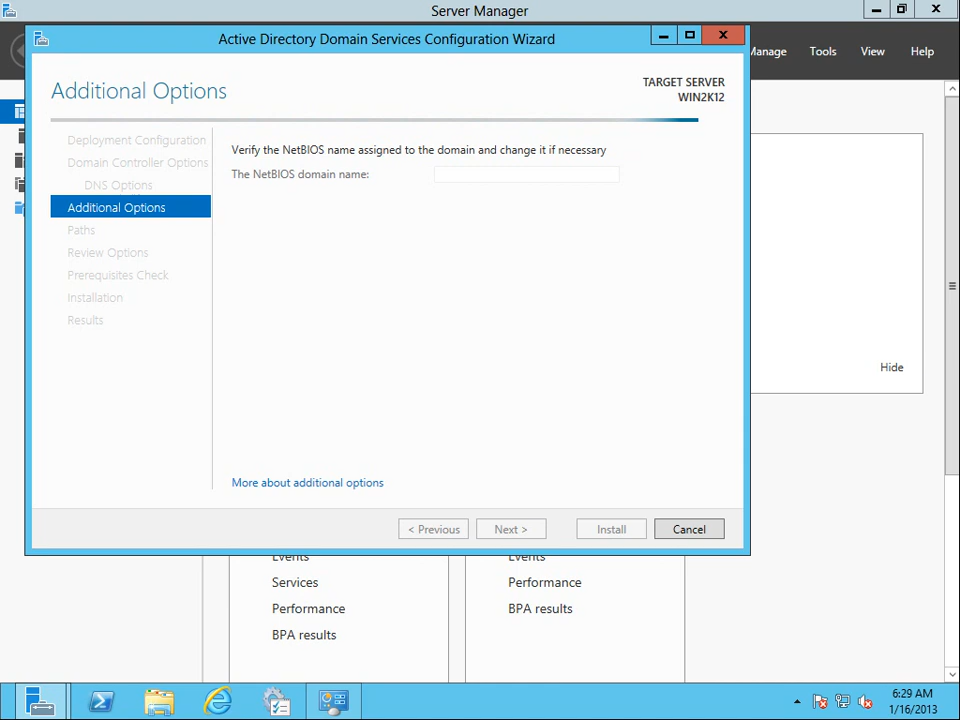 Server Manager
Active Directory Domain Services Configuration Wizard
Manage
Tools
View
Help
Additional Options
TARGET SERVER
WIN2K12
Deployment Configuration
Domain Controller Options
DNS Options
Additional Options
Paths
Review Options
Prerequisites Check
Installation
Results
Verify the NetBIOS name assigned to the domain and change it if necessary
The NetBIOS domain name:
More about additional options
Hide
< Previous
Next >
Install
Cancel
Events
Services
Performance
BPA results
Events
Performance
BPA results
6:29 AM
1/16/2013